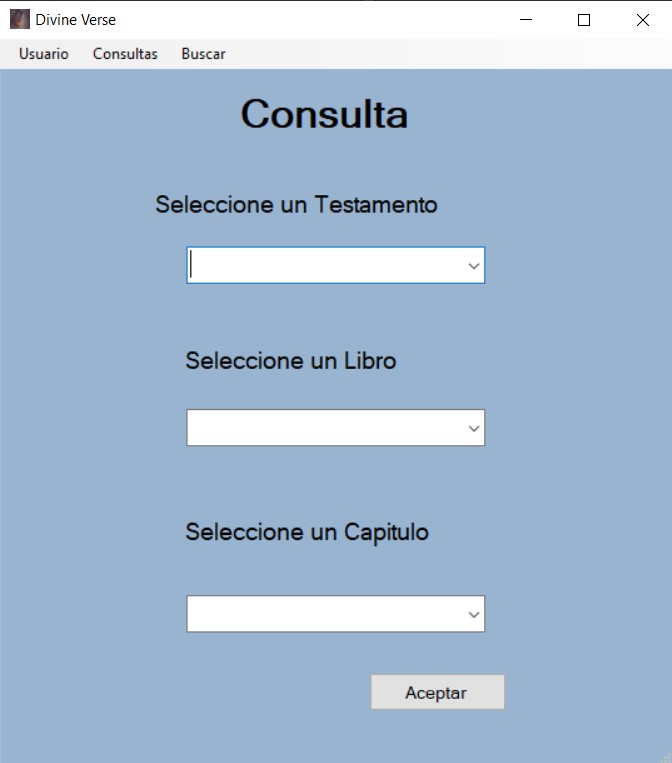 Divine Verse
Usuario Consultas Buscar
Consulta
Seleccione un Testamento
Seleccione un Libro
Seleccione un Capitulo
Aceptar